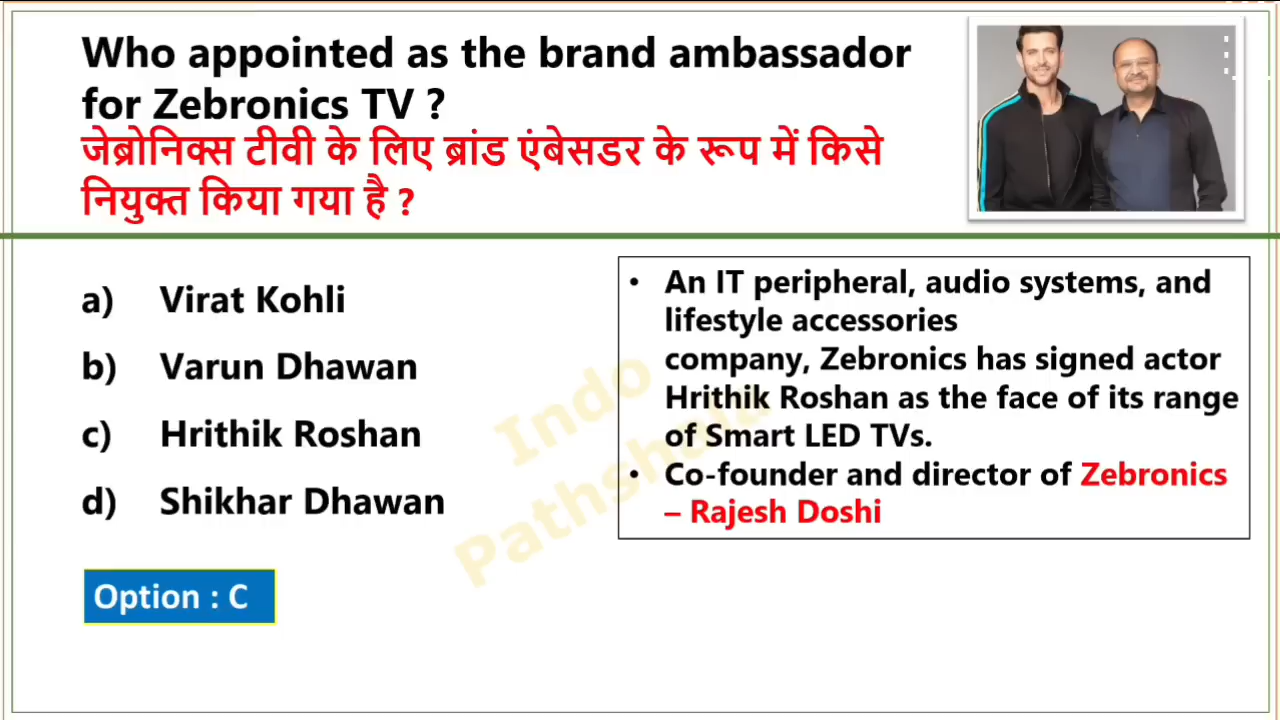 Who appointed as the brand ambassador
for Zebronics TV ?
जेब्रोनिक्स टीवी के लिए ब्रांड एंबेसडर के रूप में किसे
नियुक्त किया गया है ?
a) Virat Kohli
b) Varun Dhawan
c) Hrithik Roshan
d) Shikhar Dhawan
Option : C
• An IT peripheral, audio systems, and
lifestyle accessories
company, Zebronics has signed actor
Hrithik Roshan as the face of its range
of Smart LED TVs.
• Co-founder and director of Zebronics
– Rajesh Doshi
Indo
Pathshala